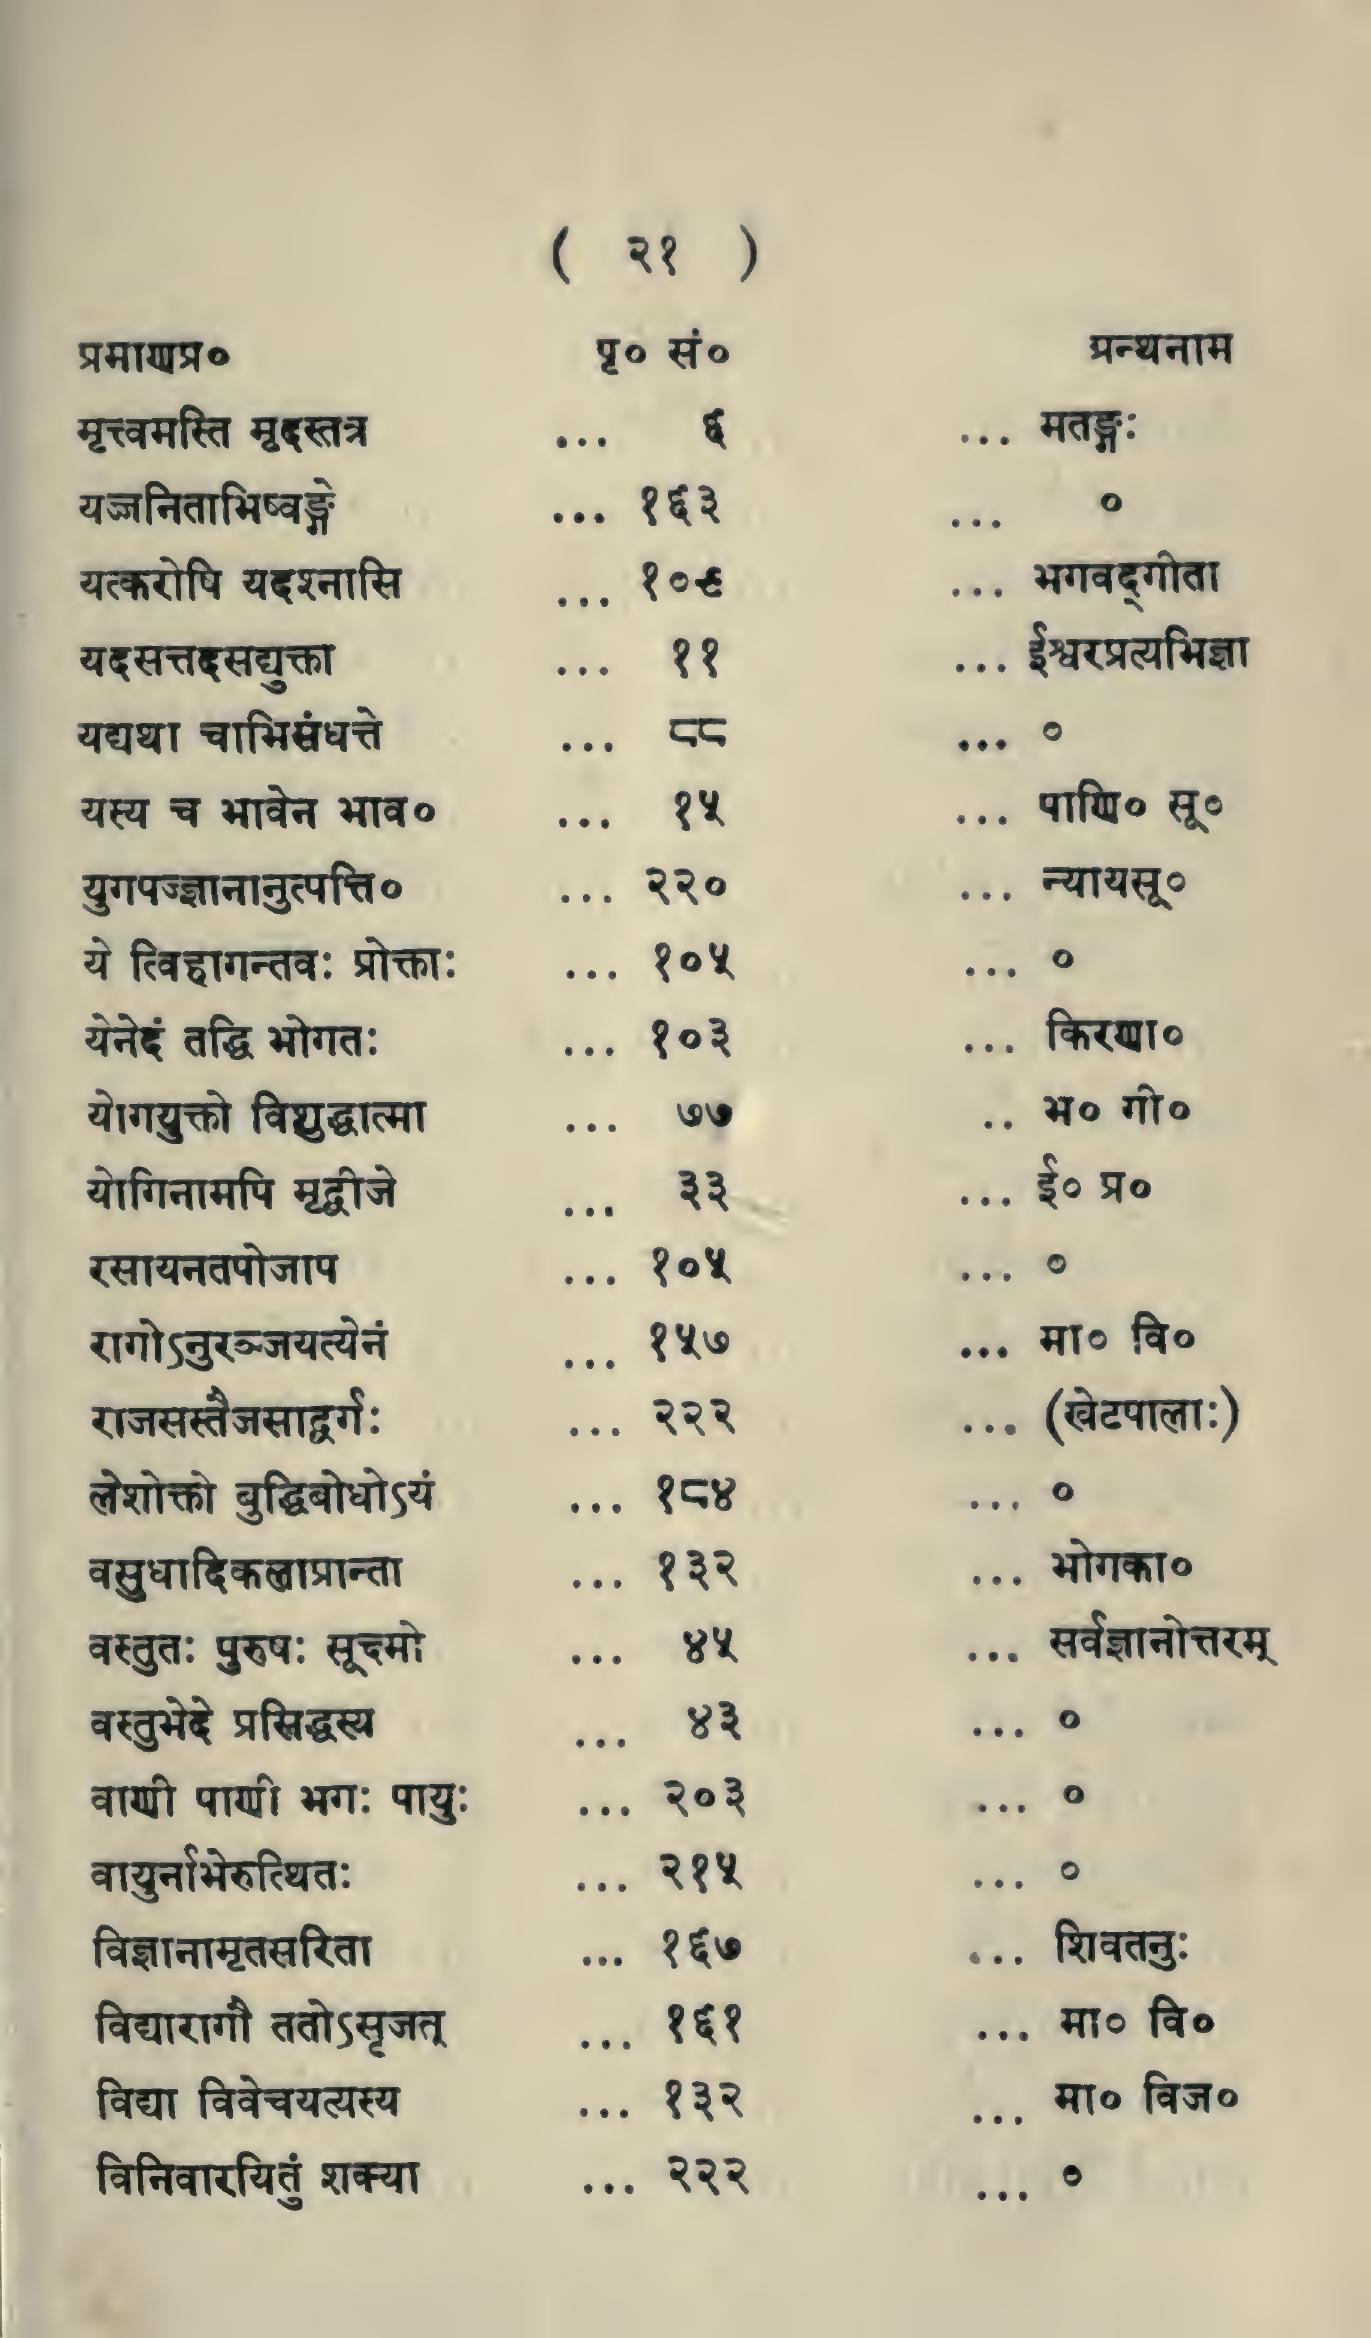 ( २१ )
प्रमाणप्र० पृ० सं० ग्रन्थनाम
मृत्त्वमस्ति मृदस्तत्र ... ६ ... मतङ्गः
यज्जनिताभिष्वङ्गे ... १६३ ... ०
यत्करोषि यदश्नासि ... १०९ ... भगवद्गीता
यदसत्तदसद्युक्ता ... ११ ... ईश्वरप्रत्यभिज्ञा
यद्यथा चाभिसंधत्ते ... ८८ ... ०
यस्य च भावेन भाव० ... १५ ... पाणि० सू०
युगपज्ज्ञानानुत्पत्ति० ... २२० ... न्यायसू०
ये त्विहागन्तवः प्रोक्ताः ... १०५ ... ०
येनेदं तद्धि भोगतः ... १०३ ... किरणा०
योगयुक्तो विशुद्धात्मा ... ७७ .. भ० गी०
योगिनामपि मृद्बीजे ... ३३ ... ई० प्र०
रसायनतपोजाप ... १०५ ... ०
रागोऽनुरञ्जयत्येनं ... १५७ ... मा० वि०
राजसस्तैजसाद्वर्गः ... २२२ ... (खेटपालाः)
लेशोक्तो बुद्धिबोधोऽयं ... १८४ ... ०
वसुधादिकलाप्रान्ता ... १३२ ... भोगका०
वस्तुतः पुरुषः सूक्ष्मो ... ४५ ... सर्वज्ञानोत्तरम्
वस्तुभेदे प्रसिद्धस्य ... ४३ ... ०
वाणी पाणी भगः पायुः ... २०३ ... ०
वायुर्नाभेरुत्थितः ... २१५ ... ०
विज्ञानामृतसरिता ... १६७ ... शिवतनुः
विद्यारागौ ततोऽसृजत् ... १६१ ... मा० वि०
विद्या विवेचयत्यस्य ... १३२ ... मा० विज०
विनिवारयितुं शक्या ... २२२ ... ०